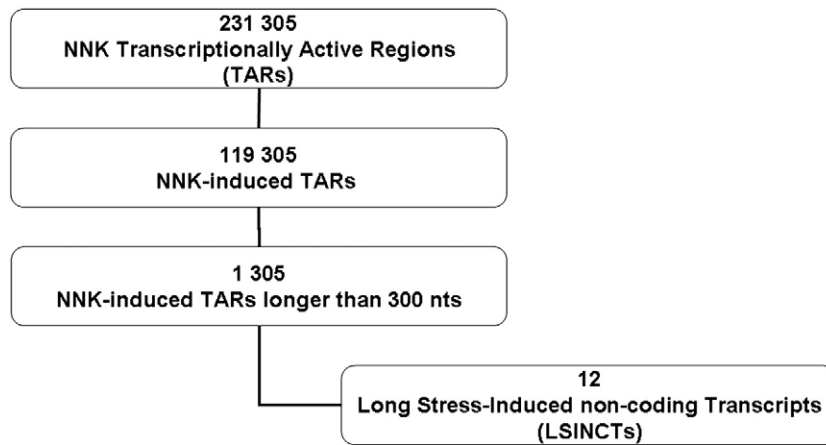 231 305
NNK Transcriptionally Active Regions
(TARs)
119 305
NNK-induced TARs
1 305
NNK-induced TARs longer than 300 nts
12
Long Stress-Induced non-coding Transcripts
(LSINCTs)